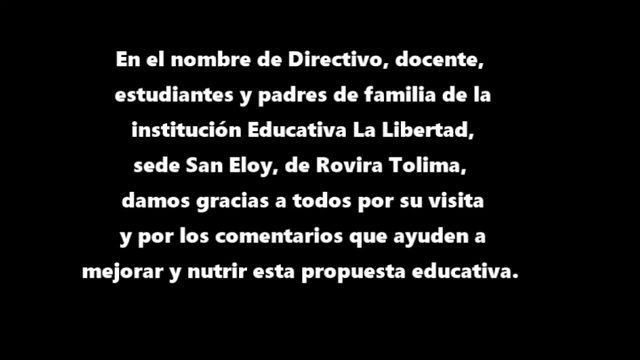 En el nombre de Directivo, docente,
estudiantes y padres de familia de la
institución Educativa La Libertad,
sede San Eloy, de Rovira Tolima,
damos gracias a todos por su visita
y por los comentarios que ayuden a
mejorar y nutrir esta propuesta educativa.